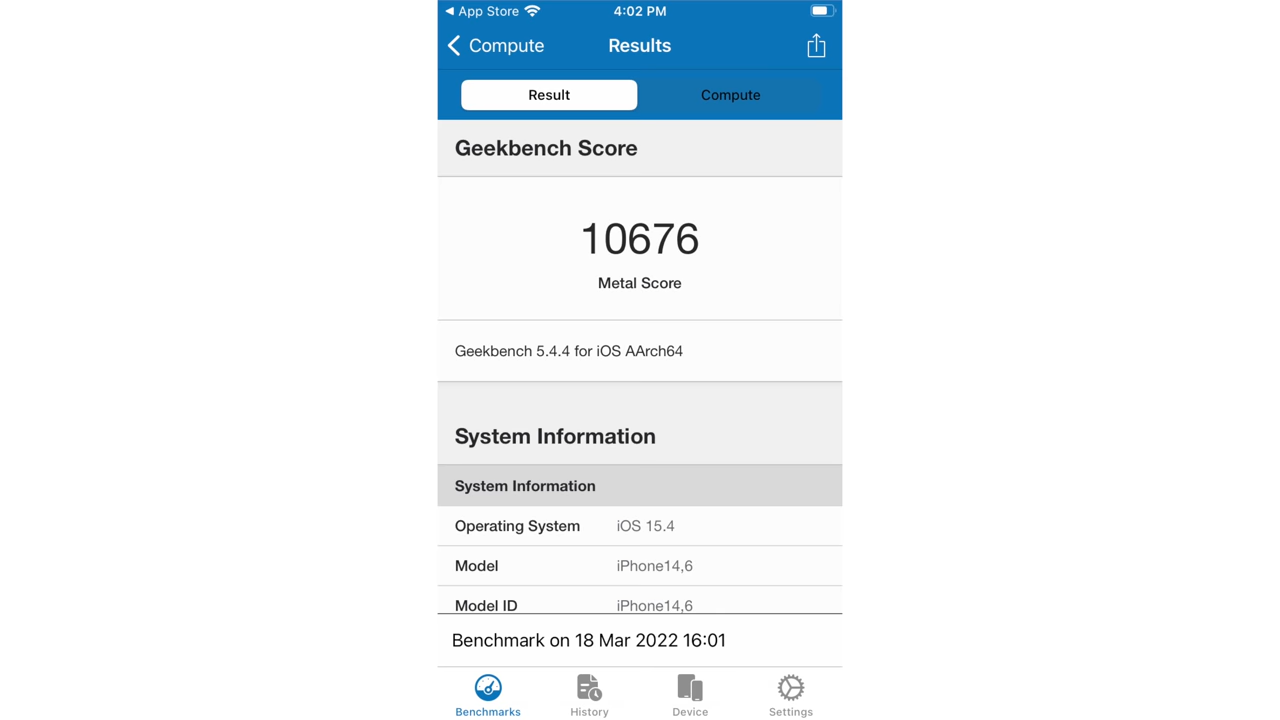 ◀ App Store
4:02 PM
Compute
Results
Result
Compute
Geekbench Score
10676
Metal Score
Geekbench 5.4.4 for iOS AArch64
System Information
System Information
Operating System iOS 15.4
Model iPhone14,6
Model ID iPhone14,6
Benchmark on 18 Mar 2022 16:01
Benchmarks
History
Device
Settings